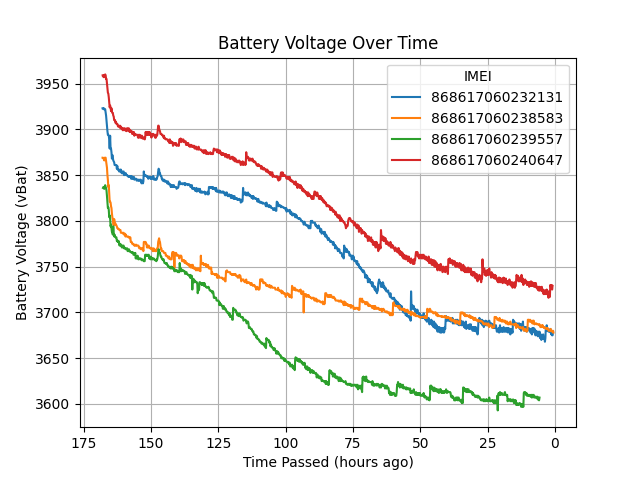 Battery Voltage Over Time
IMEI
868617060232131
868617060238583
868617060239557
868617060240647
Battery Voltage (vBat)
3950
3900
3850
3800
3750
3700
3650
3600
175 150 125 100 75 50 25 0
Time Passed (hours ago)